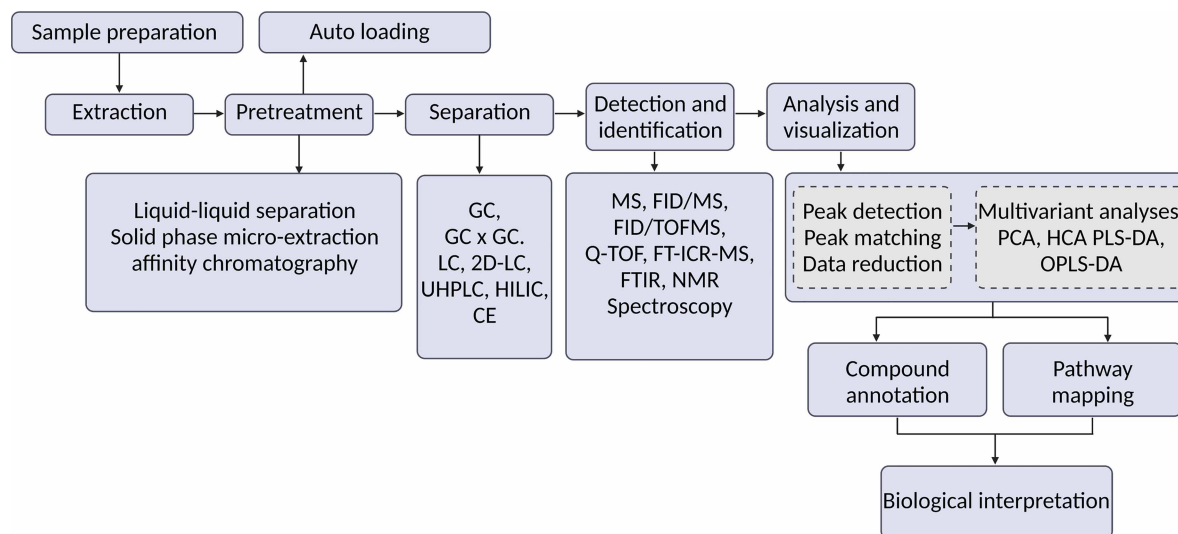 Sample preparation
Auto loading
Extraction
Pretreatment
Separation
Detection and
identification
Analysis and
visualization
Liquid-liquid separation
Solid phase micro-extraction
affinity chromatography
GC,
GC x GC.
LC, 2D-LC,
UHPLC, HILIC,
CE
MS, FID/MS,
FID/TOFMS,
Q-TOF, FT-ICR-MS,
FTIR, NMR
Spectroscopy
Peak detection
Peak matching
Data reduction
Multivariant analyses
PCA, HCA PLS-DA,
OPLS-DA
Compound
annotation
Pathway
mapping
Biological interpretation